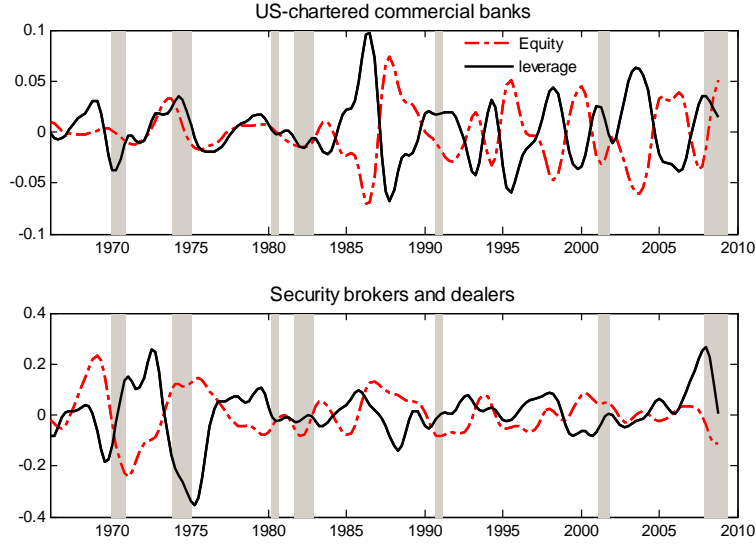 US-chartered commercial banks
0.1
0.05
0
-0.05
-0.1
Equity
leverage
1970 1975 1980 1985 1990 1995 2000 2005 2010
Security brokers and dealers
0.4
0.2
0
-0.2
-0.4
1970 1975 1980 1985 1990 1995 2000 2005 2010